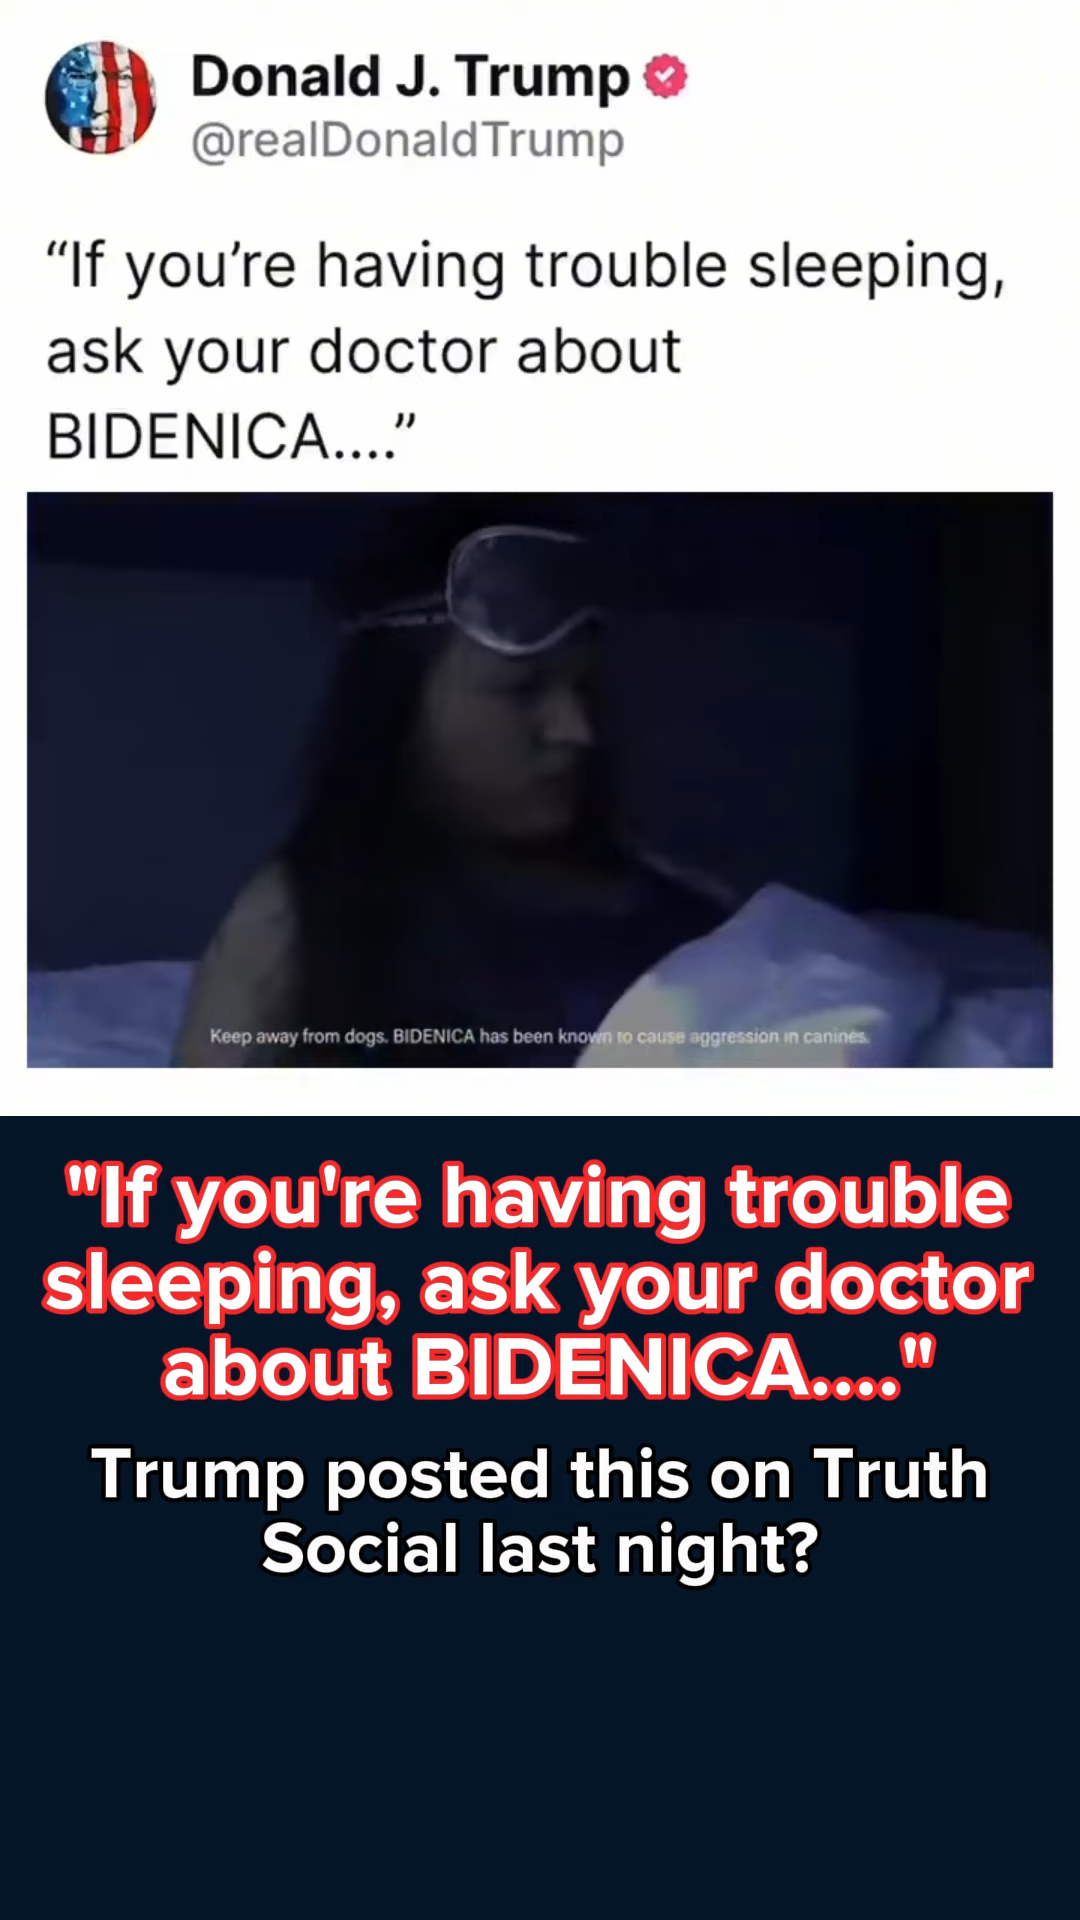 Donald J. Trump
@realDonaldTrump
“If you’re having trouble sleeping,
ask your doctor about
BIDENICA....”
Keep away from dogs. BIDENICA has been known to cause aggression in canines.
"If you're having trouble
sleeping, ask your doctor
about BIDENICA...."
Trump posted this on Truth
Social last night?